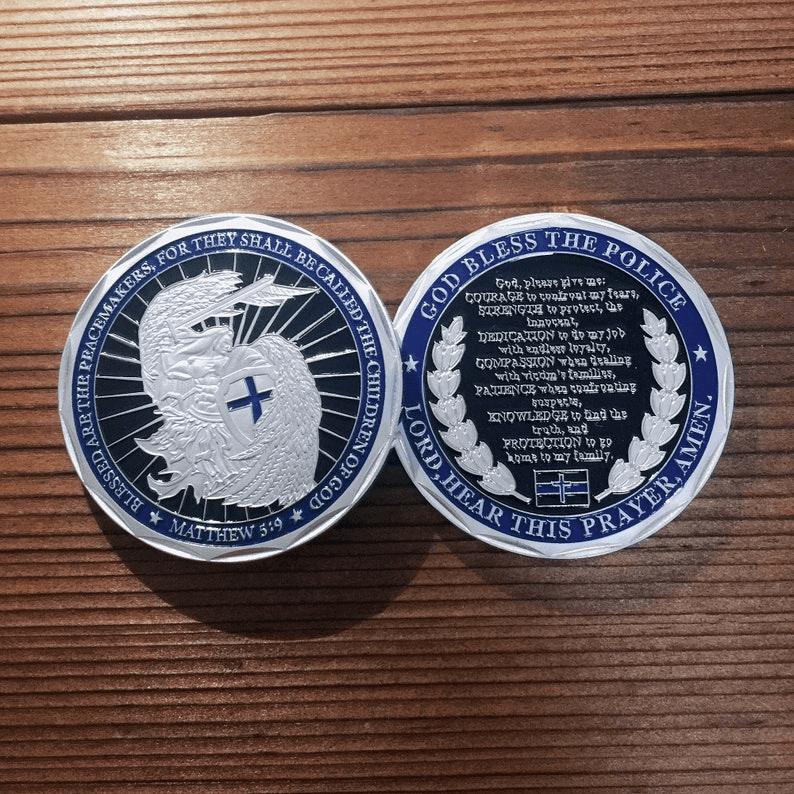 BLESSED ARE THE PEACEMAKERS, FOR THEY SHALL BE CALLED THE CHILDREN OF GOD
MATTHEW 5:9
GOD BLESS THE POLICE
God, please give me:
COURAGE to confront my fears,
STRENGTH to protect, the
innocent,
DEDICATION to do my job
with endless loyalty,
COMPASSION when dealing
with victim's families,
PATIENCE when confronting
suspects,
KNOWLEDGE to find the
truth, and
PROTECTION to go
home to my family.
LORD, HEAR THIS PRAYER, AMEN.